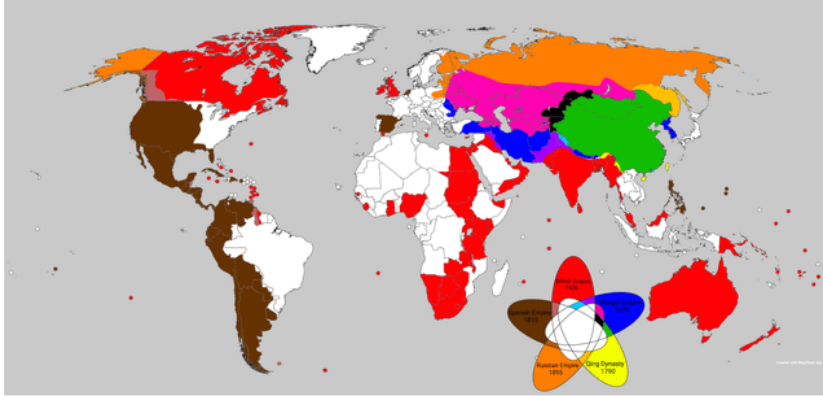 British Empire
1920
Mongol Empire
1279
Spanish Empire
1810
Russian Empire
1895
Qing Dynasty
1790